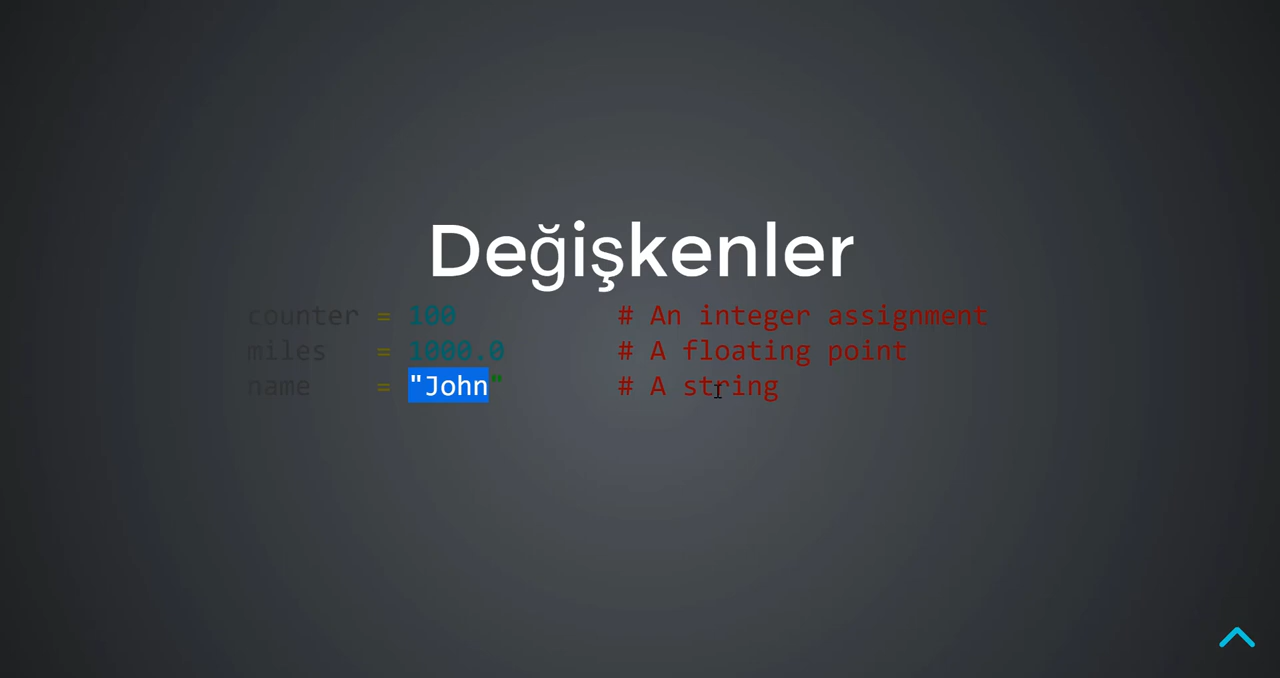 Değişkenler
counter = 100          # An integer assignment
miles   = 1000.0       # A floating point
name    = "John"       # A string